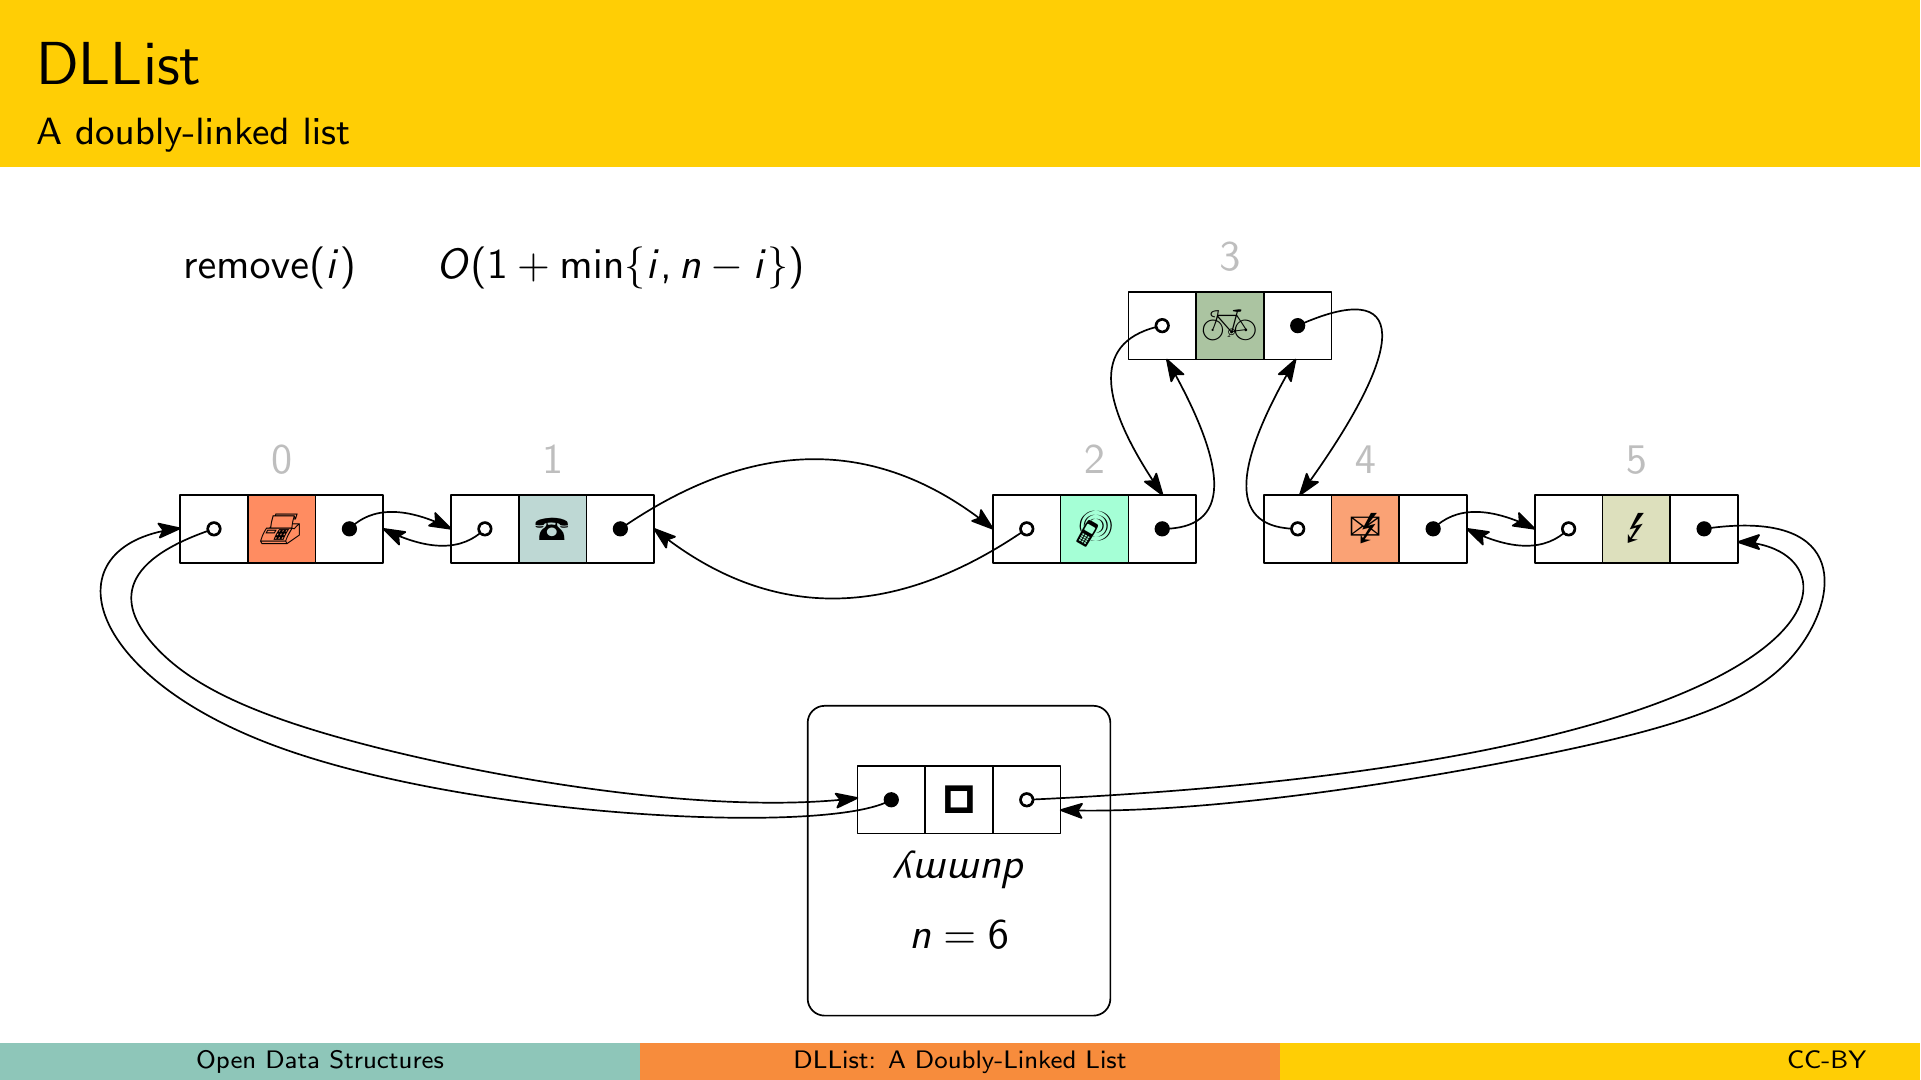 DLList
A doubly-linked list
remove(i) O(1 + min{i, n − i})
3
0 1 2 4 5
dummy
n = 6
Open Data Structures DLList: A Doubly-Linked List CC-BY